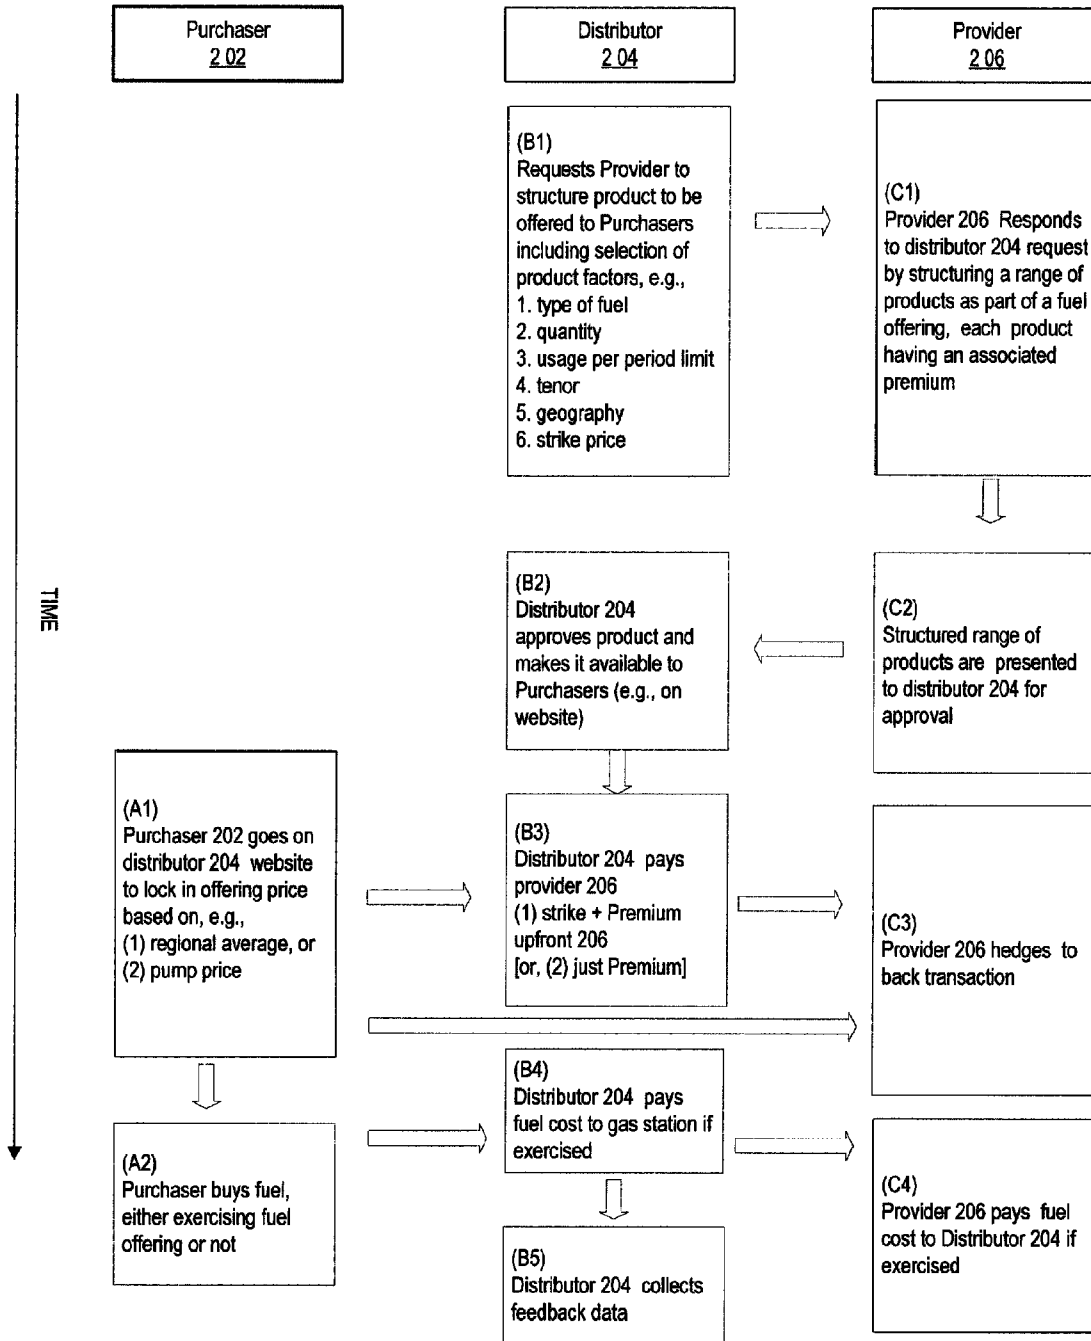 Purchaser
2 02
Distributor
2 04
Provider
2 06
TIME
(B1)
Requests Provider to
structure product to be
offered to Purchasers
including selection of
product factors, e.g.,
1. type of fuel
2. quantity
3. usage per period limit
4. tenor
5. geography
6. strike price
(C1)
Provider 206 Responds
to distributor 204 request
by structuring a range of
products as part of a fuel
offering, each product
having an associated
premium
(B2)
Distributor 204
approves product and
makes it available to
Purchasers (e.g., on
website)
(C2)
Structured range of
products are presented
to distributor 204 for
approval
(A1)
Purchaser 202 goes on
distributor 204 website
to lock in offering price
based on, e.g.,
(1) regional average, or
(2) pump price
(B3)
Distributor 204 pays
provider 206
(1) strike + Premium
upfront 206
[or, (2) just Premium]
(C3)
Provider 206 hedges to
back transaction
(A2)
Purchaser buys fuel,
either exercising fuel
offering or not
(B4)
Distributor 204 pays
fuel cost to gas station if
exercised
(C4)
Provider 206 pays fuel
cost to Distributor 204 if
exercised
(B5)
Distributor 204 collects
feedback data